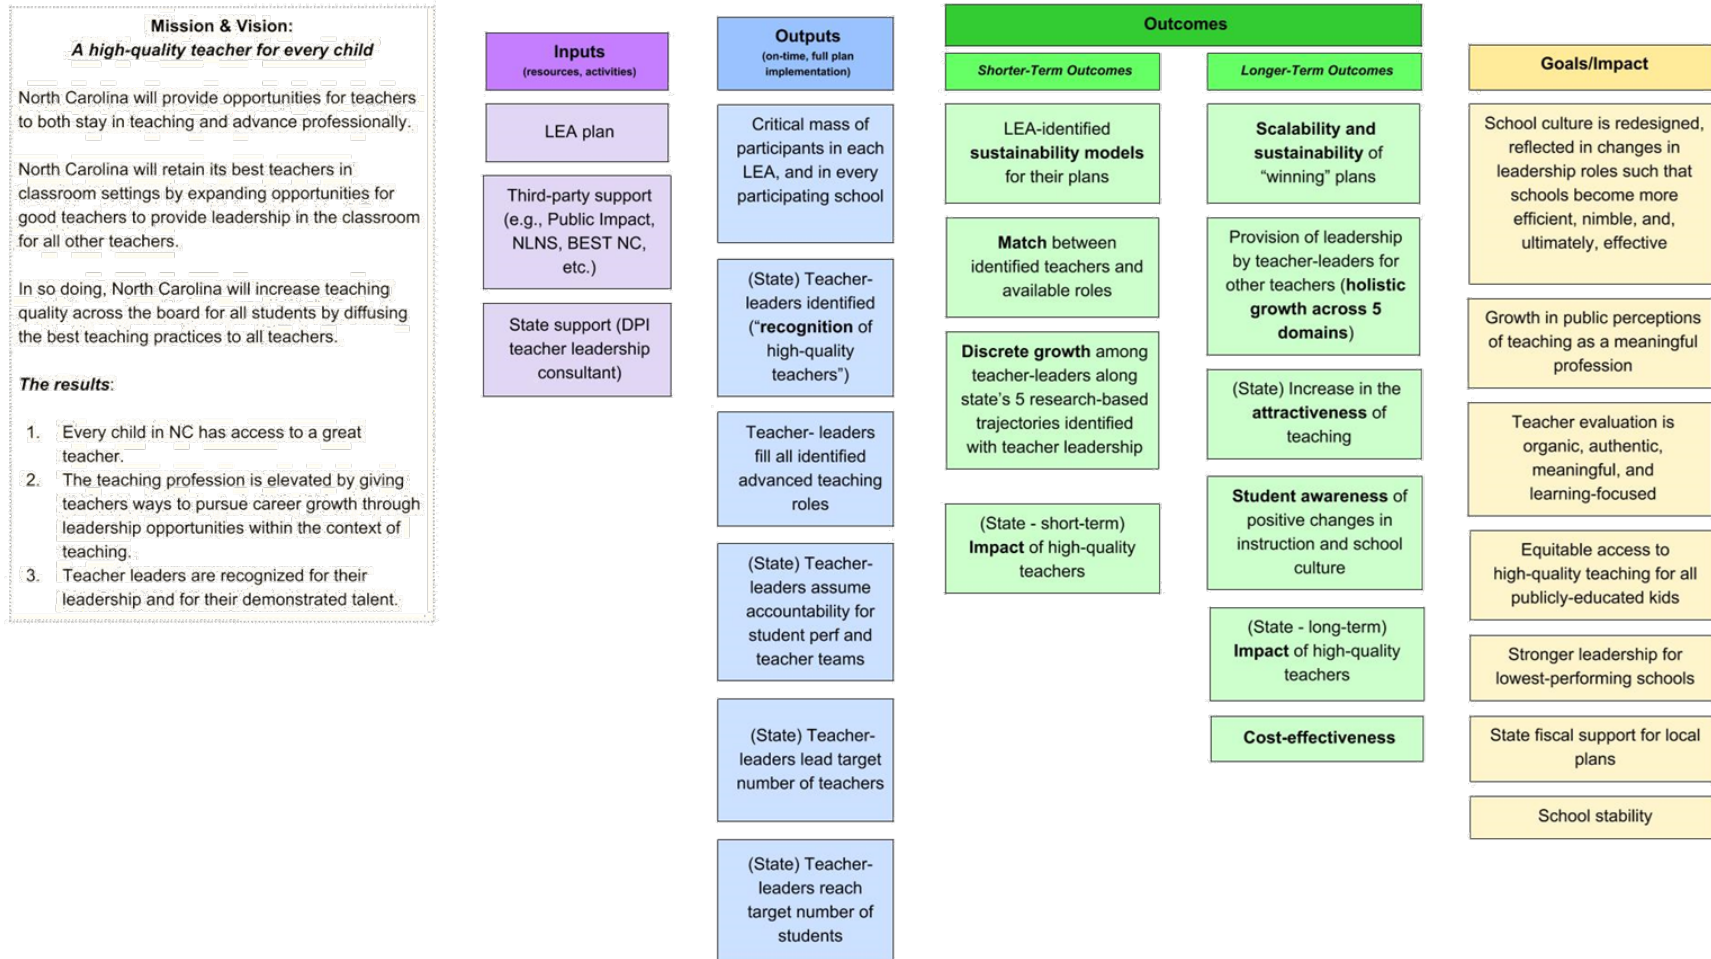 Mission & Vision:
A high-quality teacher for every child
North Carolina will provide opportunities for teachers
to both stay in teaching and advance professionally.
North Carolina will retain its best teachers in
classroom settings by expanding opportunities for
good teachers to provide leadership in the classroom
for all other teachers.
In so doing, North Carolina will increase teaching
quality across the board for all students by diffusing
the best teaching practices to all teachers.
The results:
1. Every child in NC has access to a great
teacher.
2. The teaching profession is elevated by giving
teachers ways to pursue career growth through
leadership opportunities within the context of
teaching.
3. Teacher leaders are recognized for their
leadership and for their demonstrated talent.
Inputs
(resources, activities)
LEA plan
Third-party support
(e.g., Public Impact,
NLNS, BEST NC,
etc.)
State support (DPI
teacher leadership
consultant)
Outputs
(on-time, full plan
implementation)
Critical mass of
participants in each
LEA, and in every
participating school
(State) Teacher-
leaders identified
(“recognition of
high-quality
teachers”)
Teacher- leaders
fill all identified
advanced teaching
roles
(State) Teacher-
leaders assume
accountability for
student perf and
teacher teams
(State) Teacher-
leaders lead target
number of teachers
(State) Teacher-
leaders reach
target number of
students
Outcomes
Shorter-Term Outcomes
LEA-identified
sustainability models
for their plans
Match between
identified teachers and
available roles
Discrete growth among
teacher-leaders along
state’s 5 research-based
trajectories identified
with teacher leadership
(State - short-term)
Impact of high-quality
teachers
Longer-Term Outcomes
Scalability and
sustainability of
“winning” plans
Provision of leadership
by teacher-leaders for
other teachers (holistic
growth across 5
domains)
(State) Increase in the
attractiveness of
teaching
Student awareness of
positive changes in
instruction and school
culture
(State - long-term)
Impact of high-quality
teachers
Cost-effectiveness
Goals/Impact
School culture is redesigned,
reflected in changes in
leadership roles such that
schools become more
efficient, nimble, and,
ultimately, effective
Growth in public perceptions
of teaching as a meaningful
profession
Teacher evaluation is
organic, authentic,
meaningful, and
learning-focused
Equitable access to
high-quality teaching for all
publicly-educated kids
Stronger leadership for
lowest-performing schools
State fiscal support for local
plans
School stability